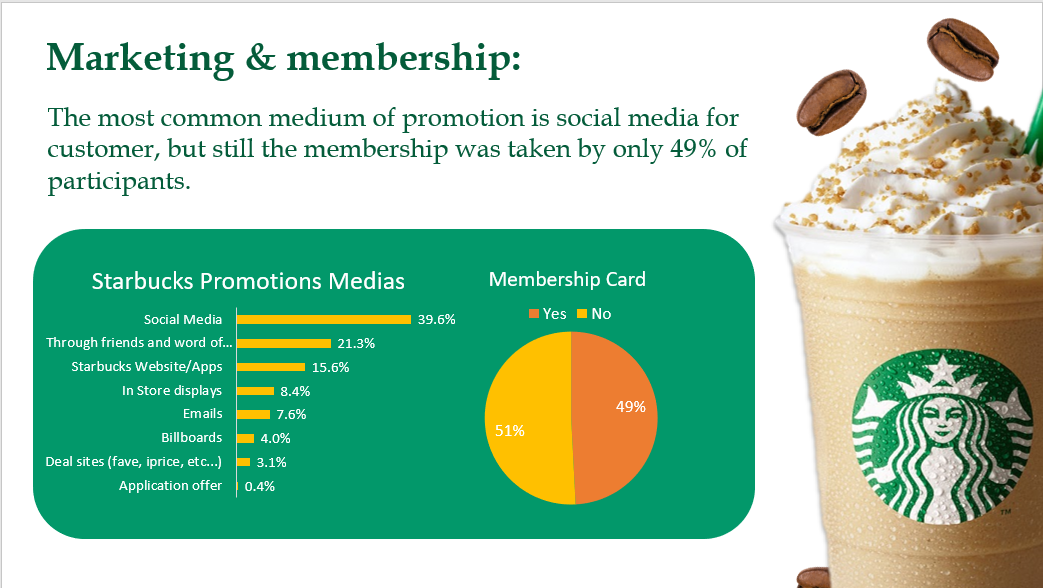 Marketing & membership:
The most common medium of promotion is social media for
customer, but still the membership was taken by only 49% of
participants.
Starbucks Promotions Medias
Social Media 39.6%
Through friends and word of... 21.3%
Starbucks Website/Apps 15.6%
In Store displays 8.4%
Emails 7.6%
Billboards 4.0%
Deal sites (fave, iprice, etc...) 3.1%
Application offer 0.4%
Membership Card
Yes No
49%
51%
TM